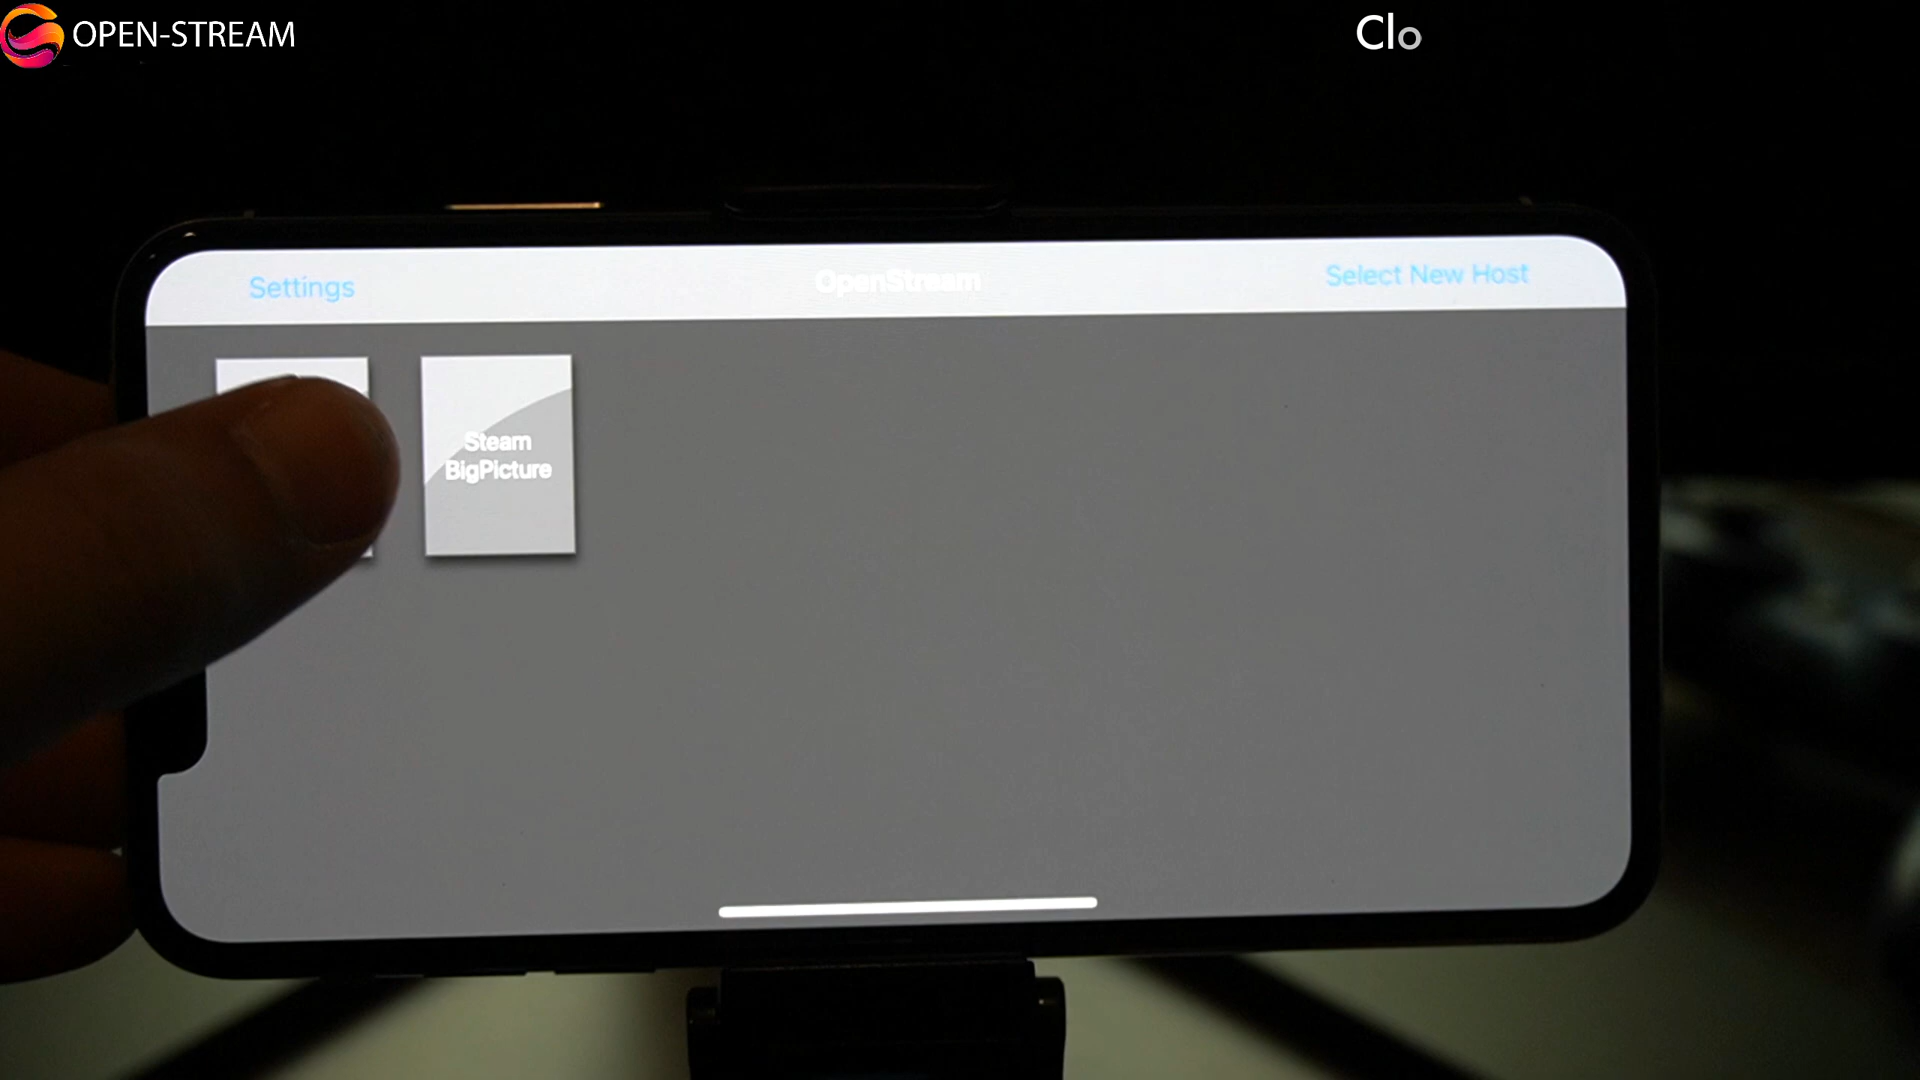 OPEN-STREAM
Clo
Settings
OpenStream
Select New Host
Steam
BigPicture